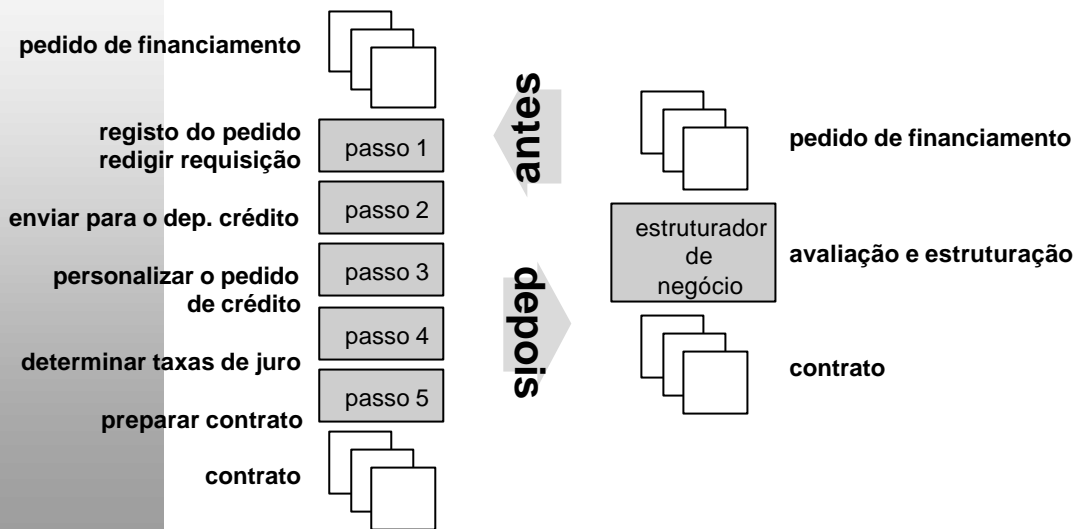 pedido de financiamento
registo do pedido
redigir requisição
passo 1
enviar para o dep. crédito
passo 2
personalizar o pedido
de crédito
passo 3
determinar taxas de juro
passo 4
preparar contrato
passo 5
contrato
antes
depois
pedido de financiamento
estruturador
de
negócio
avaliação e estruturação
contrato